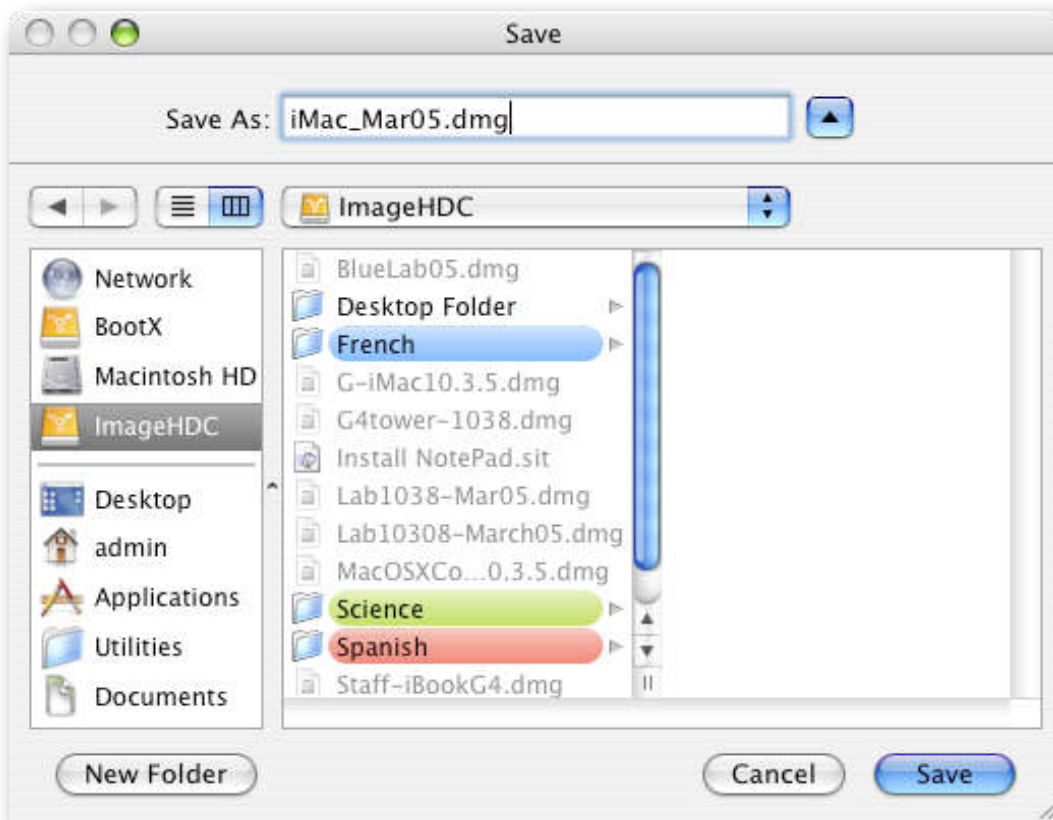 Save
Save As: iMac_Mar05.dmg
ImageHDC
Network
BootX
Macintosh HD
ImageHDC
Desktop
admin
Applications
Utilities
Documents
BlueLab05.dmg
Desktop Folder
French
G-iMac10.3.5.dmg
G4tower-1038.dmg
Install NotePad.sit
Lab1038-Mar05.dmg
Lab10308-March05.dmg
MacOSXCo...0.3.5.dmg
Science
Spanish
Staff-iBookG4.dmg
New Folder
Cancel
Save